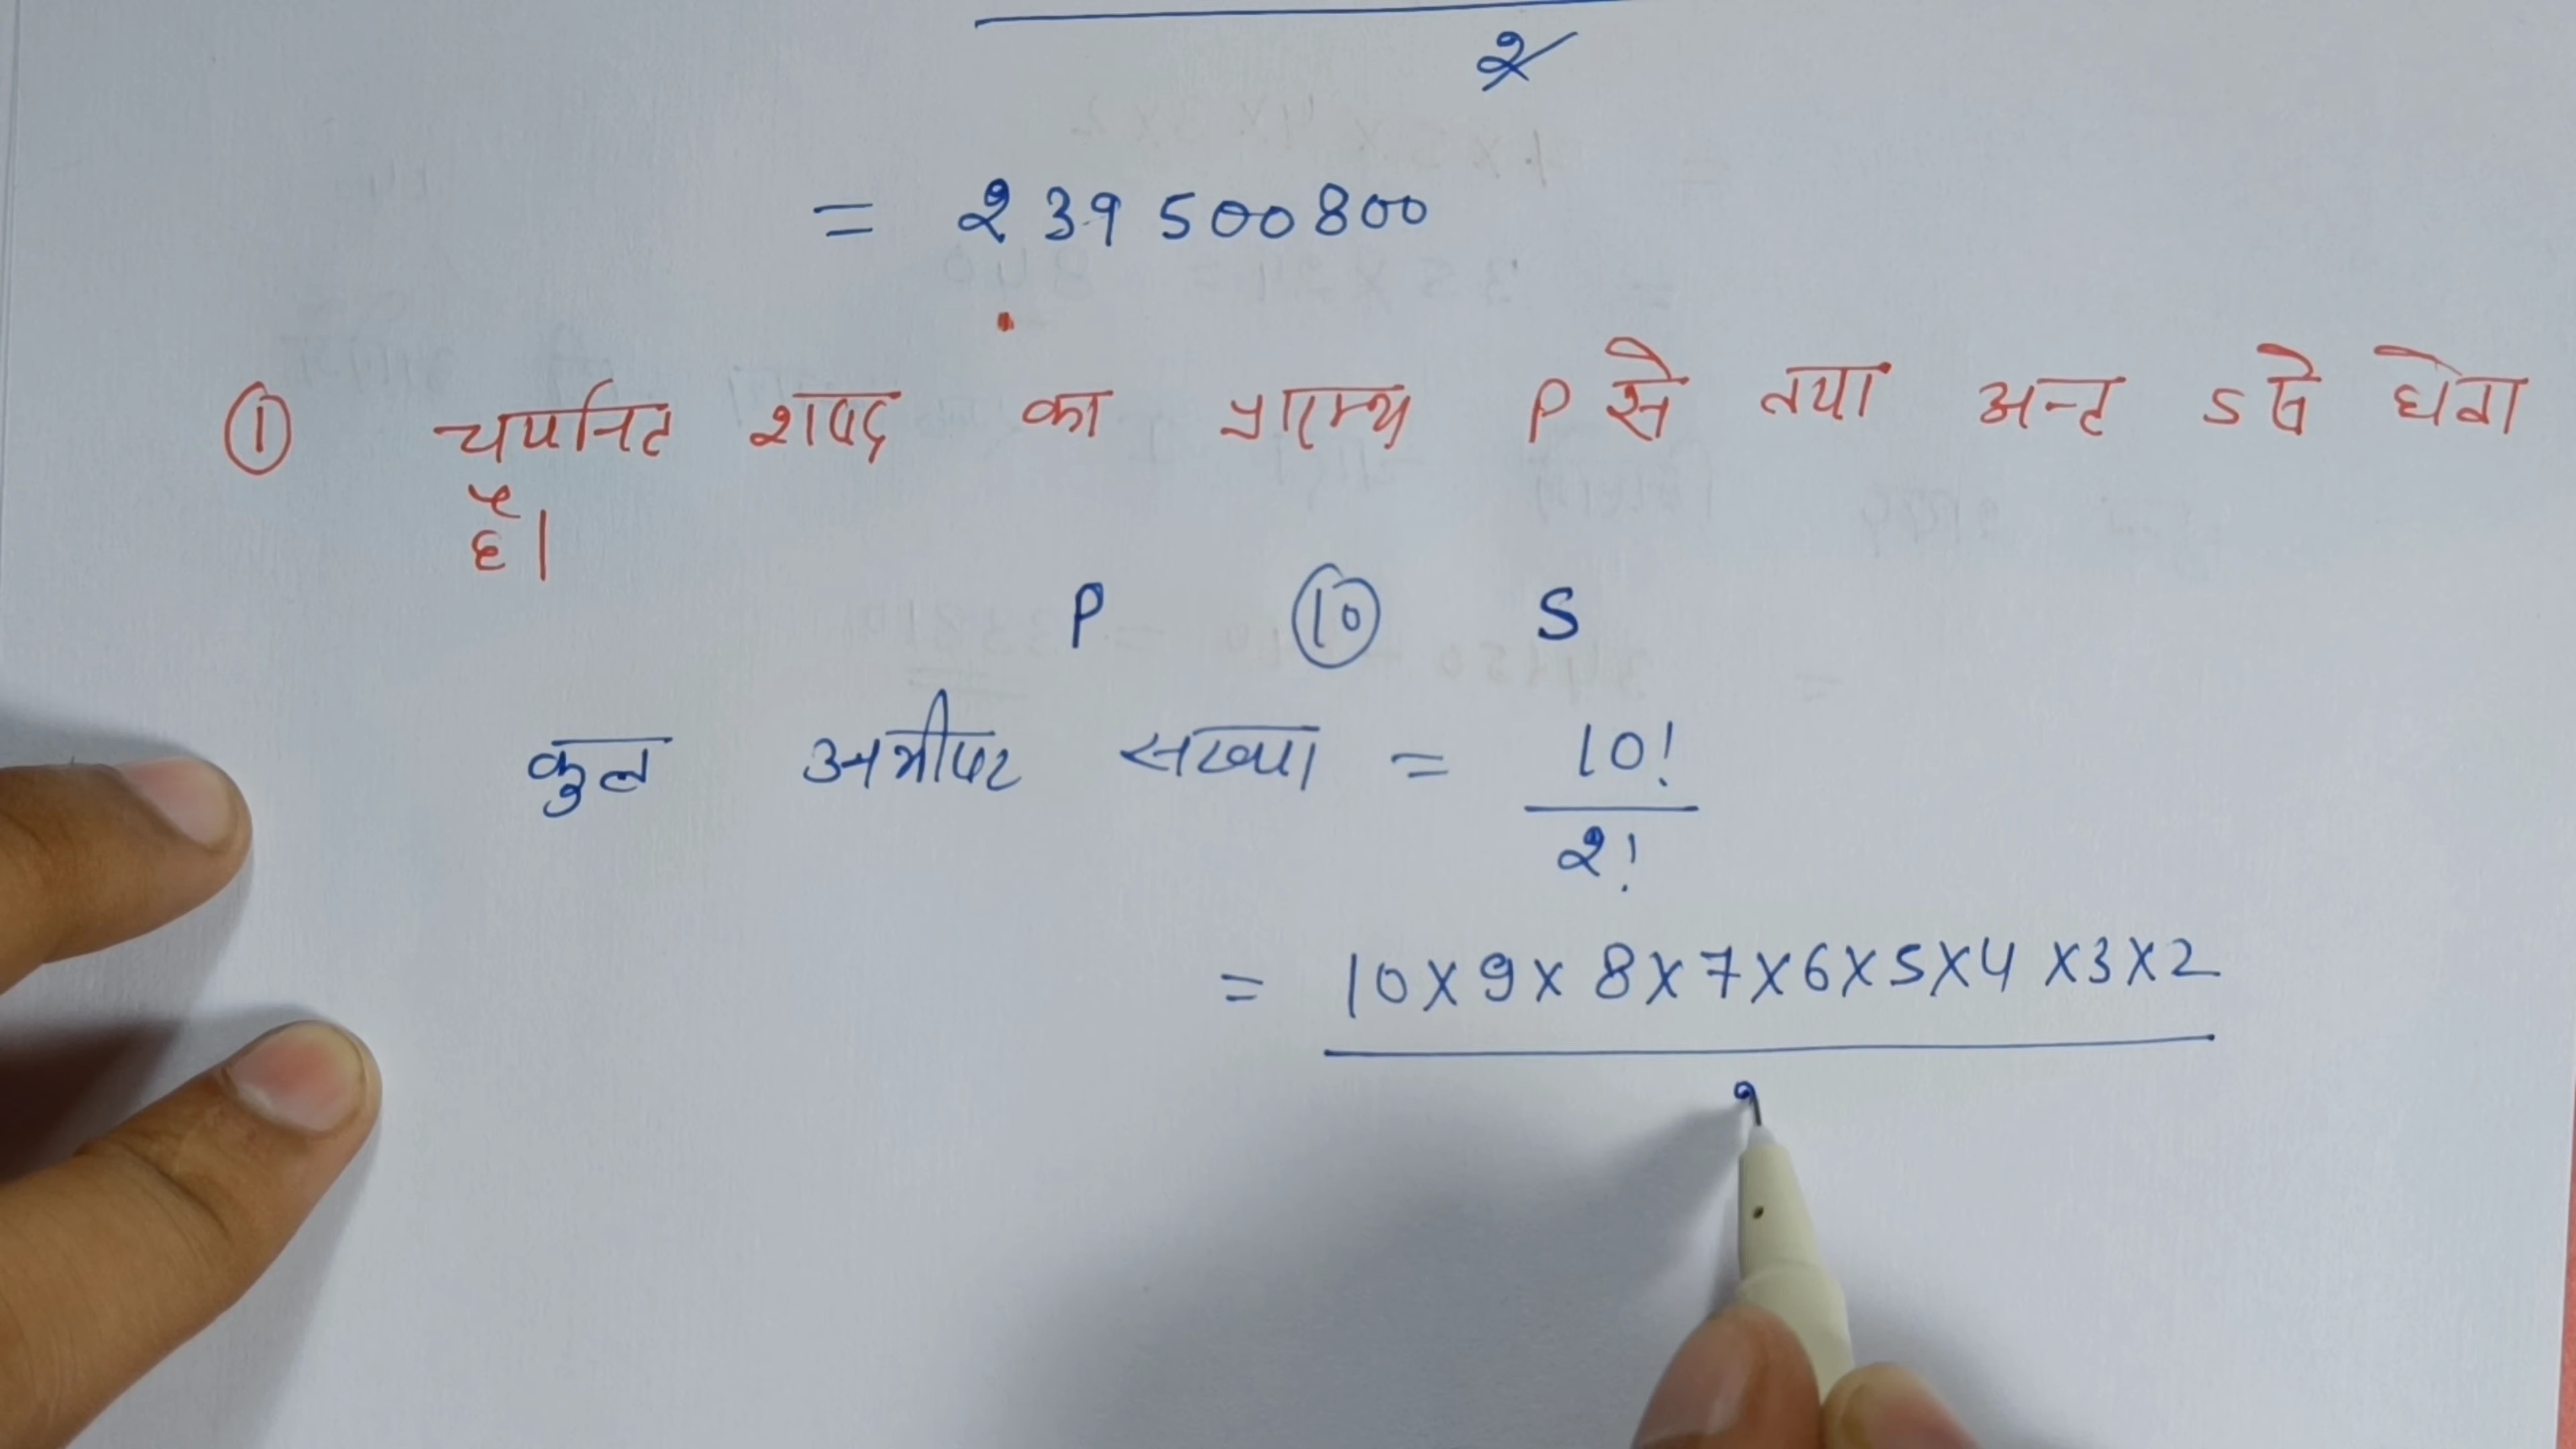 2
= 239500800
① चयनित शब्द का प्रारम्भ P से तथा अन्त S से होता
है।
P ⑩ S
कुल अभीष्ट संख्या = 10!
2!
= 10 x 9 x 8 x 7 x 6 x 5 x 4 x 3 x 2